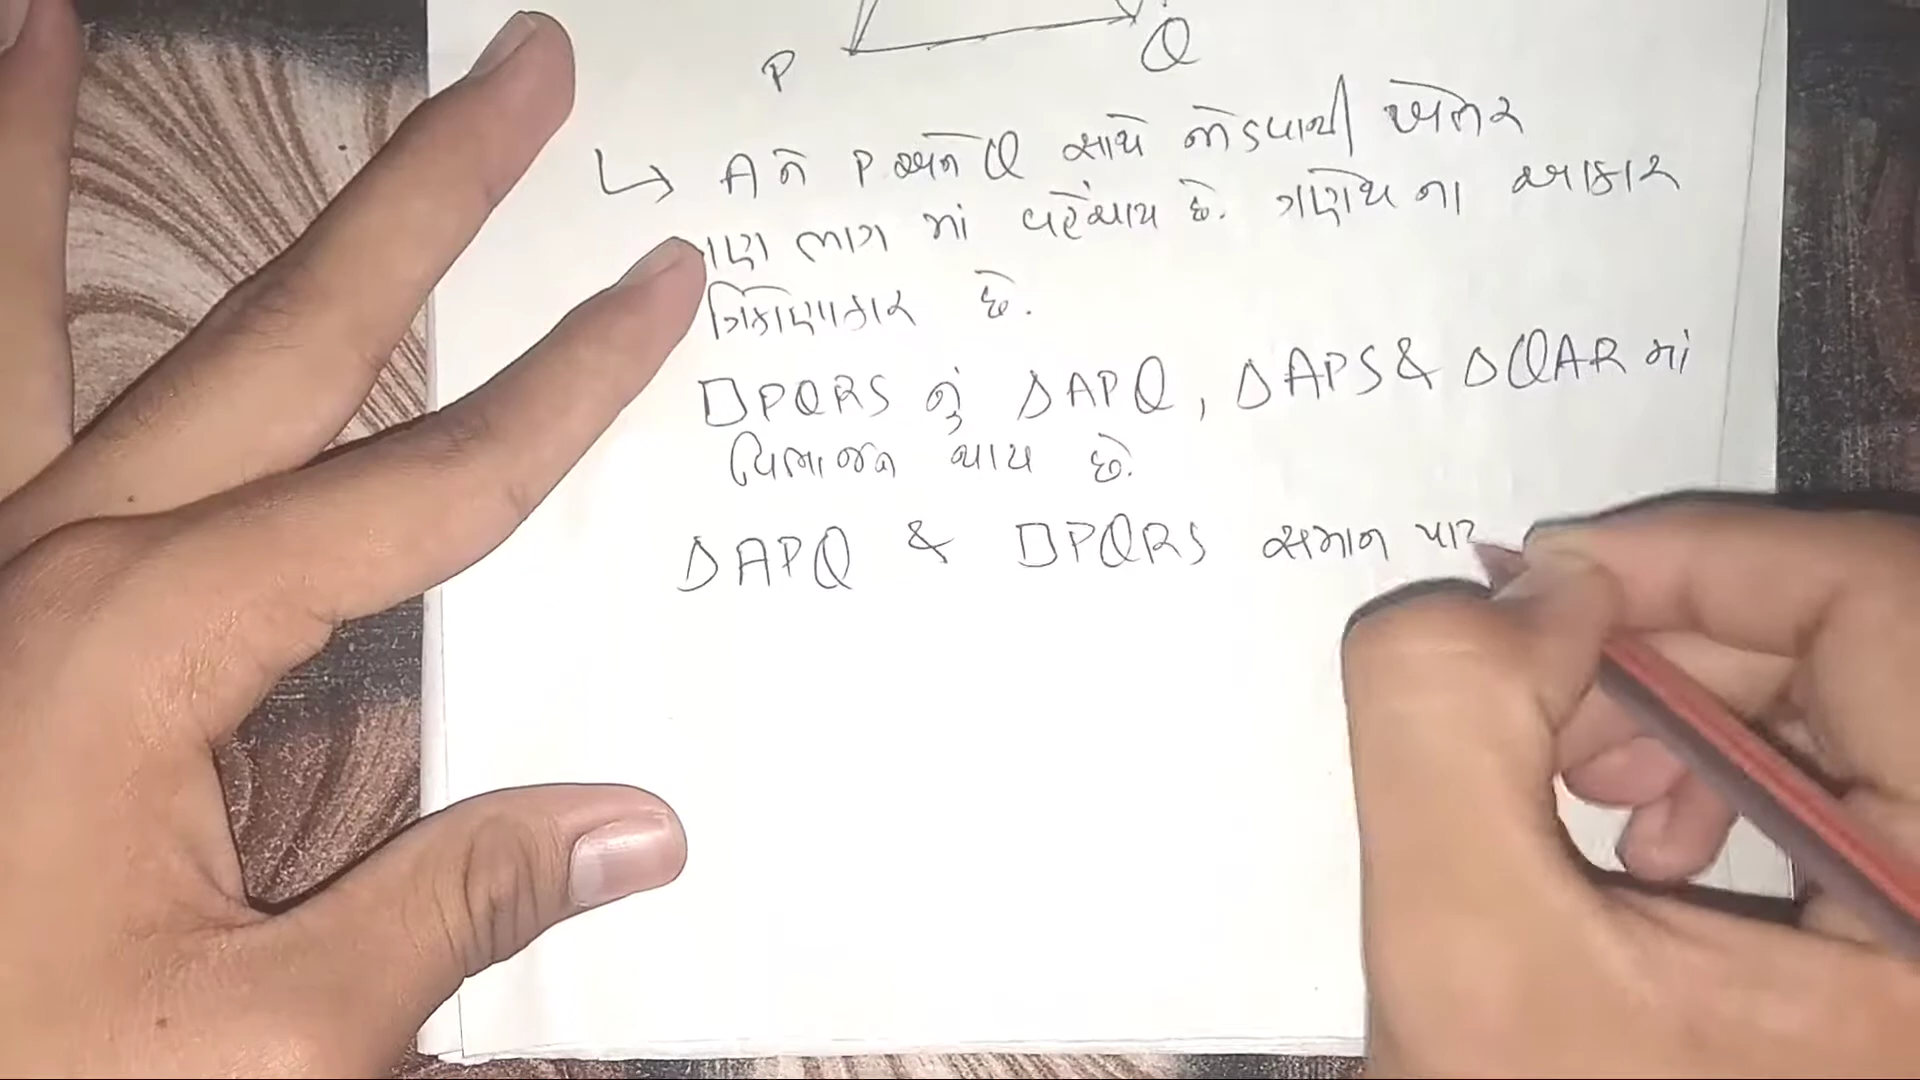 P Q
→ A ને P અને Q સાથે જોડવાથી ખેતર
ત્રણ ભાગ માં વહેંચાય છે. ત્રણેય ના આકાર
ત્રિકોણાકાર છે.
□PQRS નું ΔAPQ, ΔAPS & ΔQAR માં
વિભાજન થાય છે.
ΔAPQ & □PQRS સમાન પાર